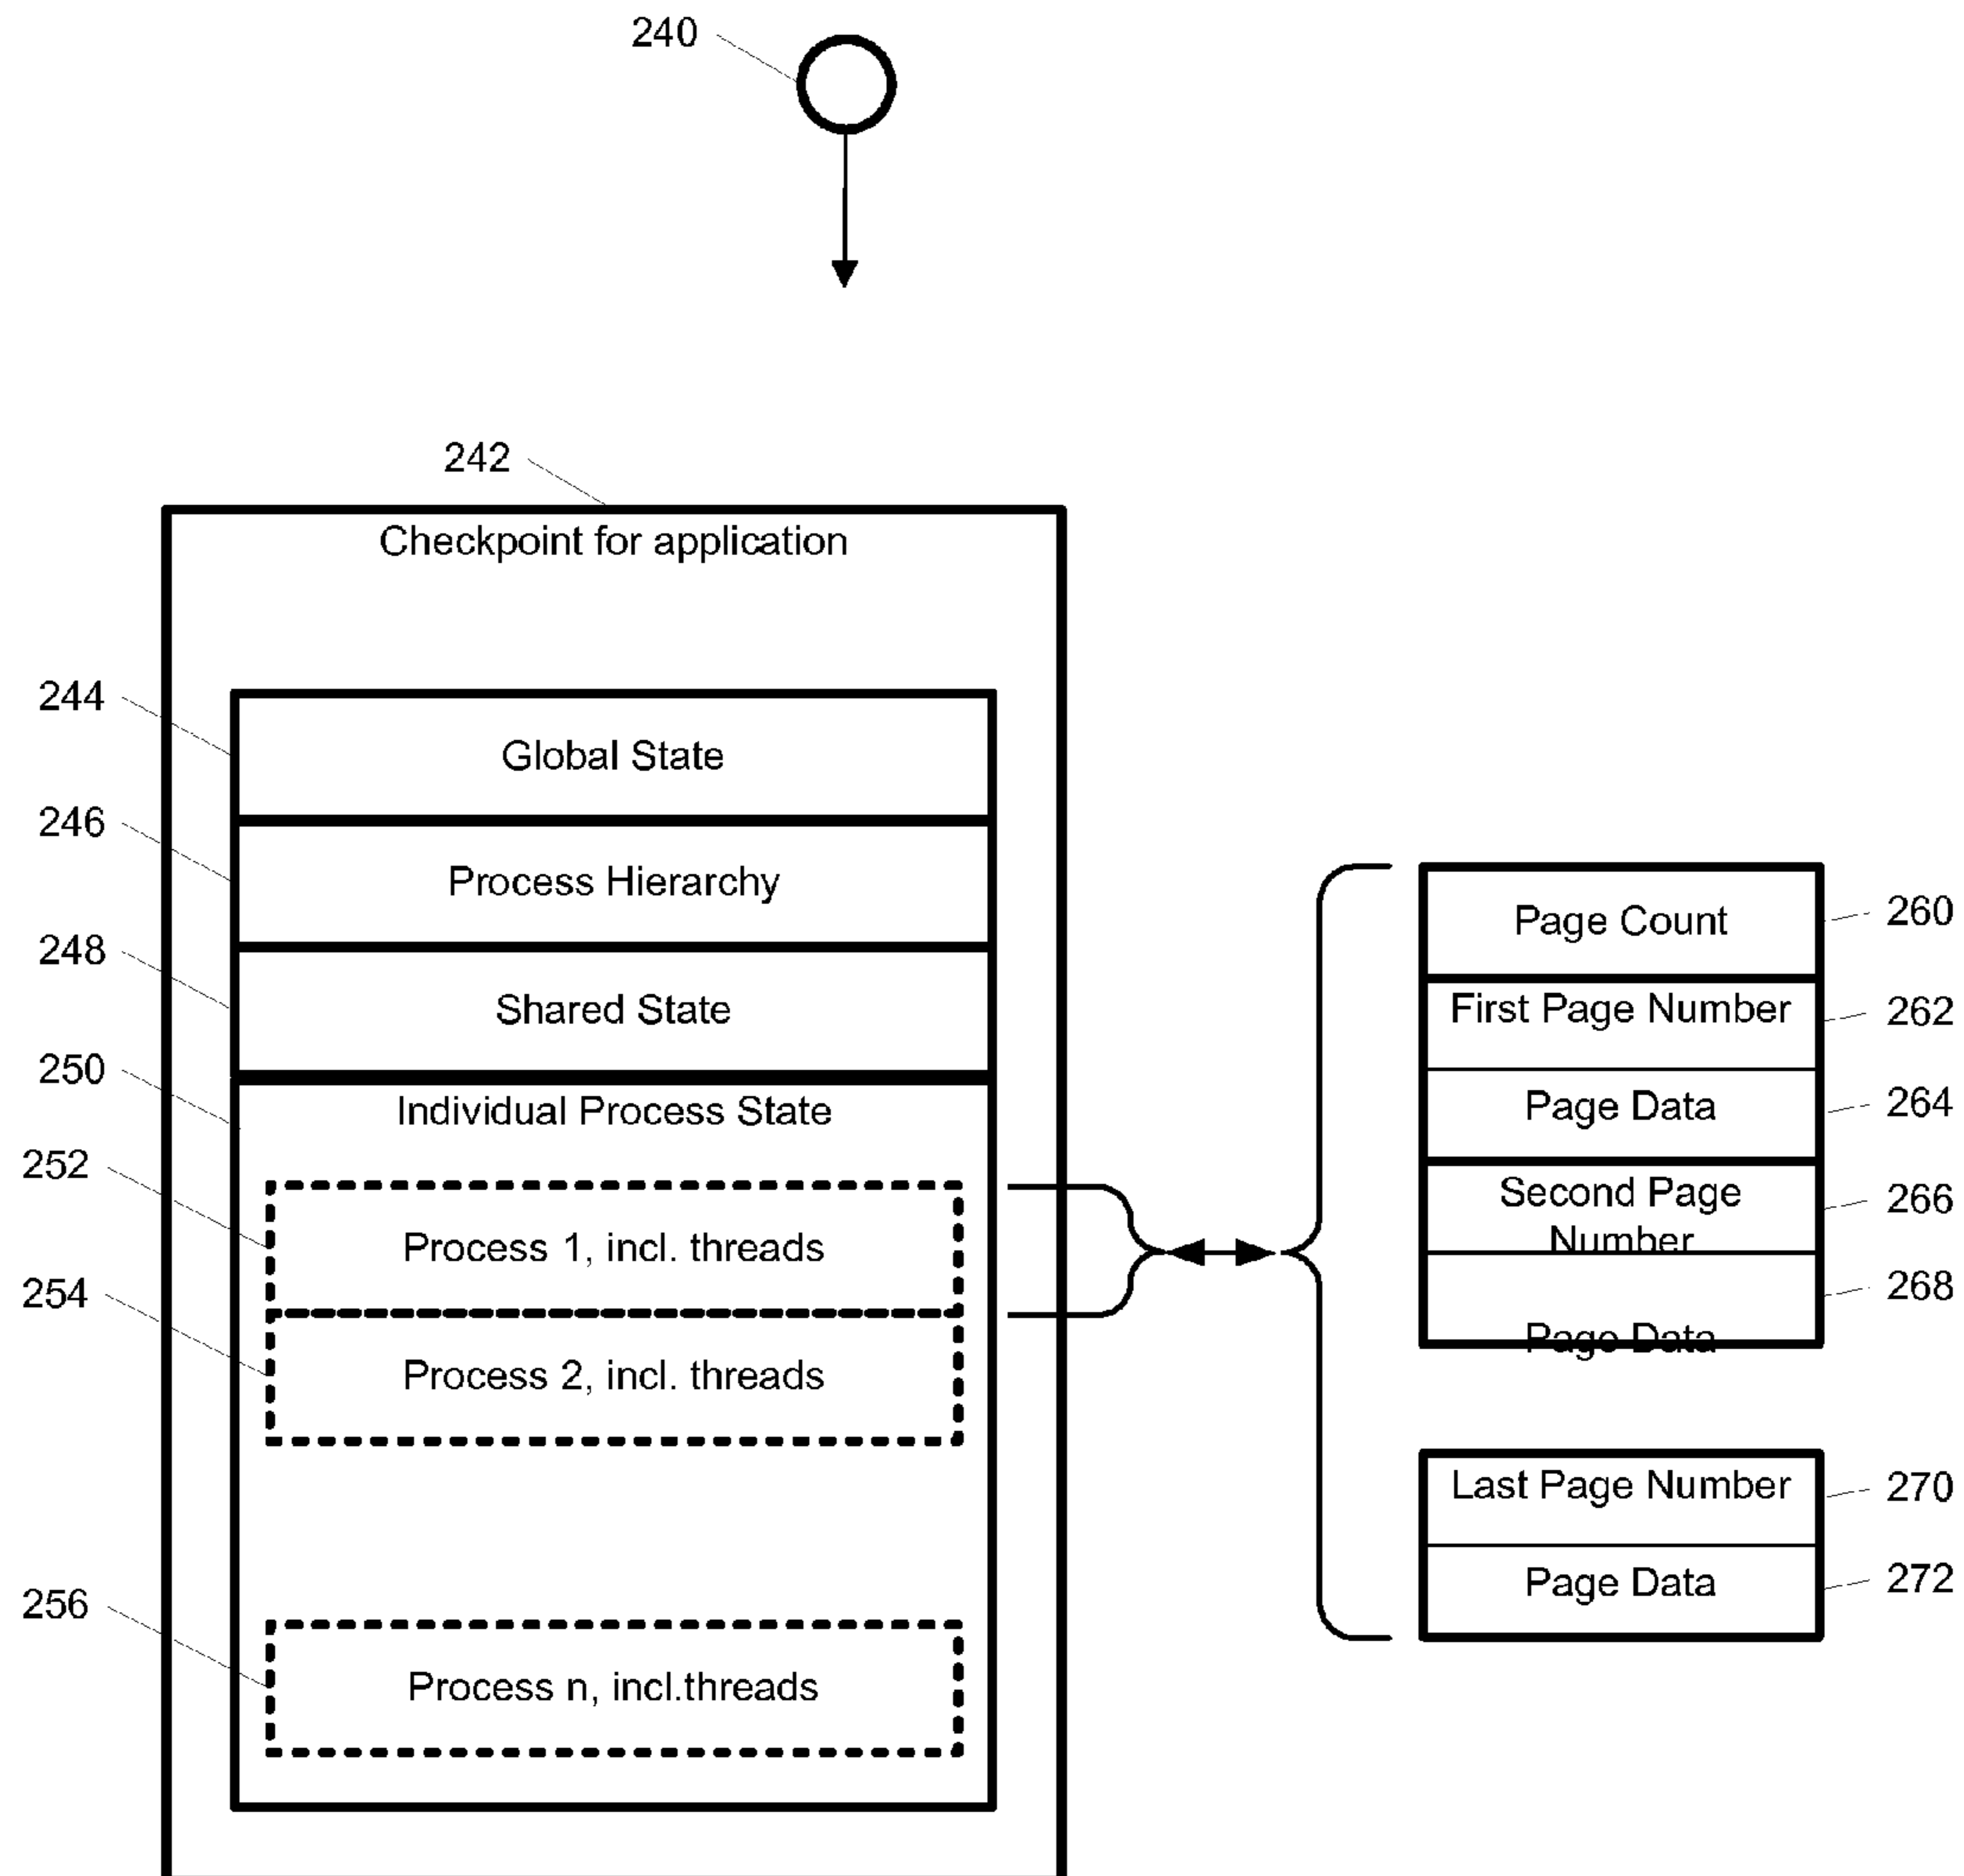 240
242
Checkpoint for application
244
Global State
246
Process Hierarchy
248
Shared State
250
Individual Process State
252
Process 1, incl. threads
254
Process 2, incl. threads
256
Process n, incl.threads
Page Count
260
First Page Number
262
Page Data
264
Second Page
Number
266
Page Data
268
Last Page Number
270
Page Data
272